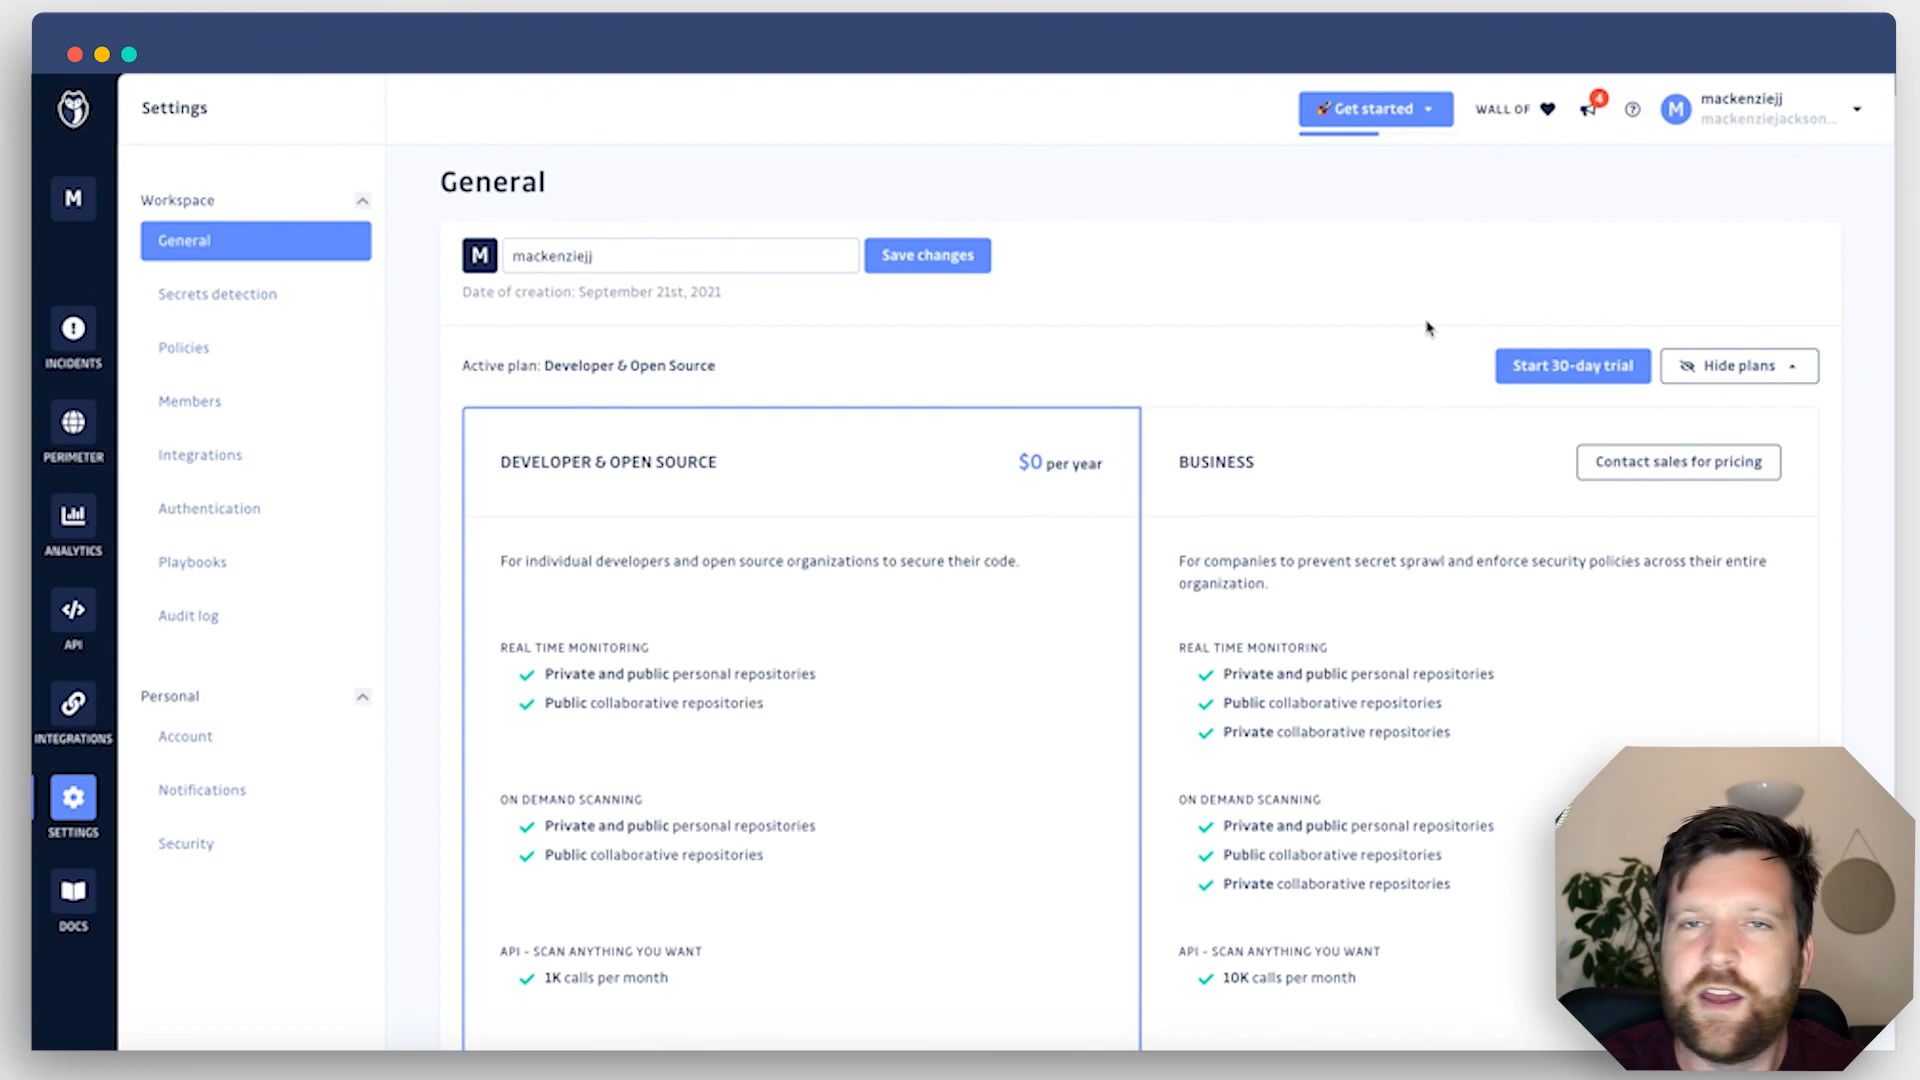 Settings
Get started
WALL OF
4
M
mackenziejj
mackenziejackson...
M
INCIDENTS
PERIMETER
ANALYTICS
API
INTEGRATIONS
SETTINGS
DOCS
Workspace
General
Secrets detection
Policies
Members
Integrations
Authentication
Playbooks
Audit log
Personal
Account
Notifications
Security
General
M
mackenziejj
Save changes
Date of creation: September 21st, 2021
Active plan: Developer & Open Source
Start 30-day trial
Hide plans
DEVELOPER & OPEN SOURCE
$0 per year
For individual developers and open source organizations to secure their code.
REAL TIME MONITORING
Private and public personal repositories
Public collaborative repositories
ON DEMAND SCANNING
Private and public personal repositories
Public collaborative repositories
API - SCAN ANYTHING YOU WANT
1K calls per month
BUSINESS
Contact sales for pricing
For companies to prevent secret sprawl and enforce security policies across their entire
organization.
REAL TIME MONITORING
Private and public personal repositories
Public collaborative repositories
Private collaborative repositories
ON DEMAND SCANNING
Private and public personal repositories
Public collaborative repositories
Private collaborative repositories
API - SCAN ANYTHING YOU WANT
10K calls per month